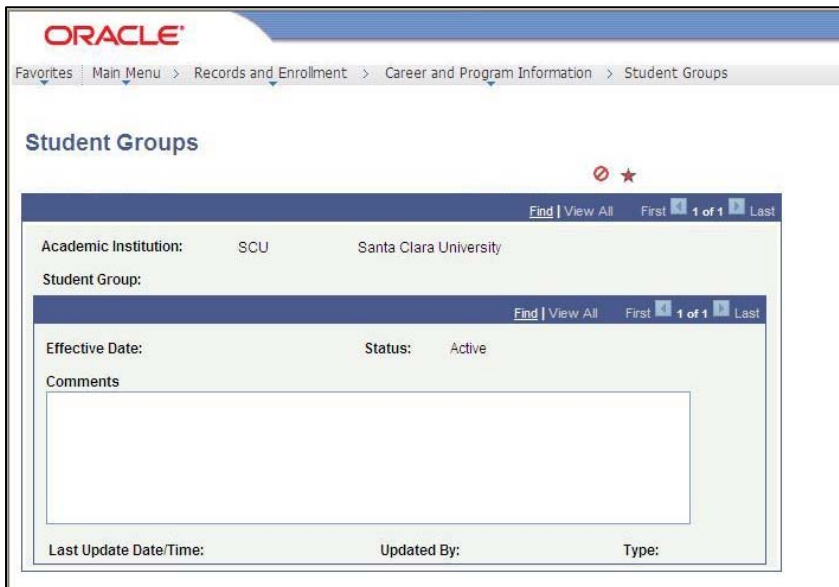 ORACLE®
Favorites Main Menu > Records and Enrollment > Career and Program Information > Student Groups
Student Groups
Find | View All First 1 of 1 Last
Academic Institution: SCU Santa Clara University
Student Group:
Find | View All First 1 of 1 Last
Effective Date: Status: Active
Comments
Last Update Date/Time: Updated By: Type: